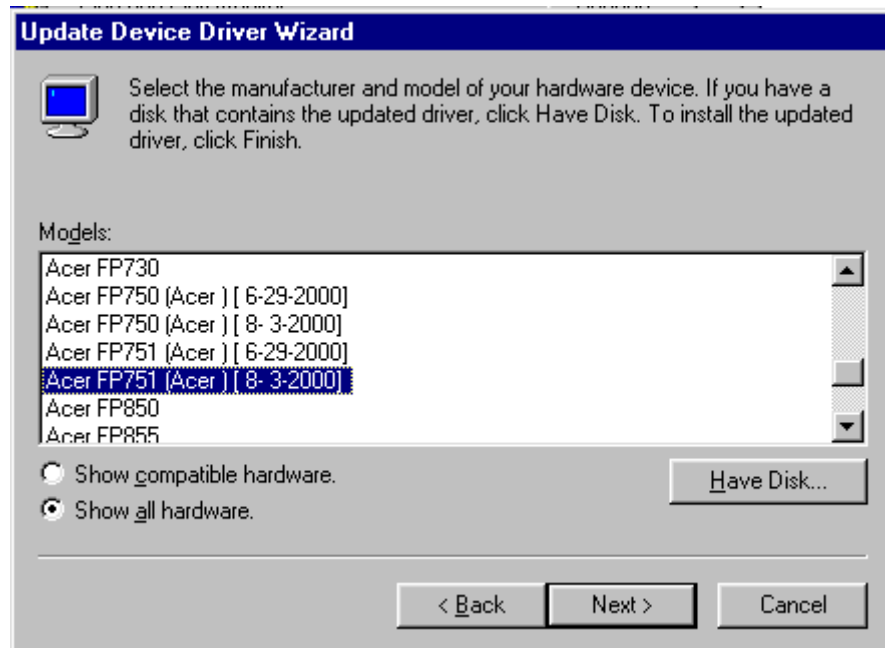 Update Device Driver Wizard
Select the manufacturer and model of your hardware device. If you have a
disk that contains the updated driver, click Have Disk. To install the updated
driver, click Finish.
Models:
Acer FP730
Acer FP750 (Acer ) [ 6-29-2000]
Acer FP750 (Acer ) [ 8- 3-2000]
Acer FP751 (Acer ) [ 6-29-2000]
Acer FP751 (Acer ) [ 8- 3-2000]
Acer FP850
Acer FP855
Show compatible hardware.
Show all hardware.
Have Disk...
< Back
Next >
Cancel